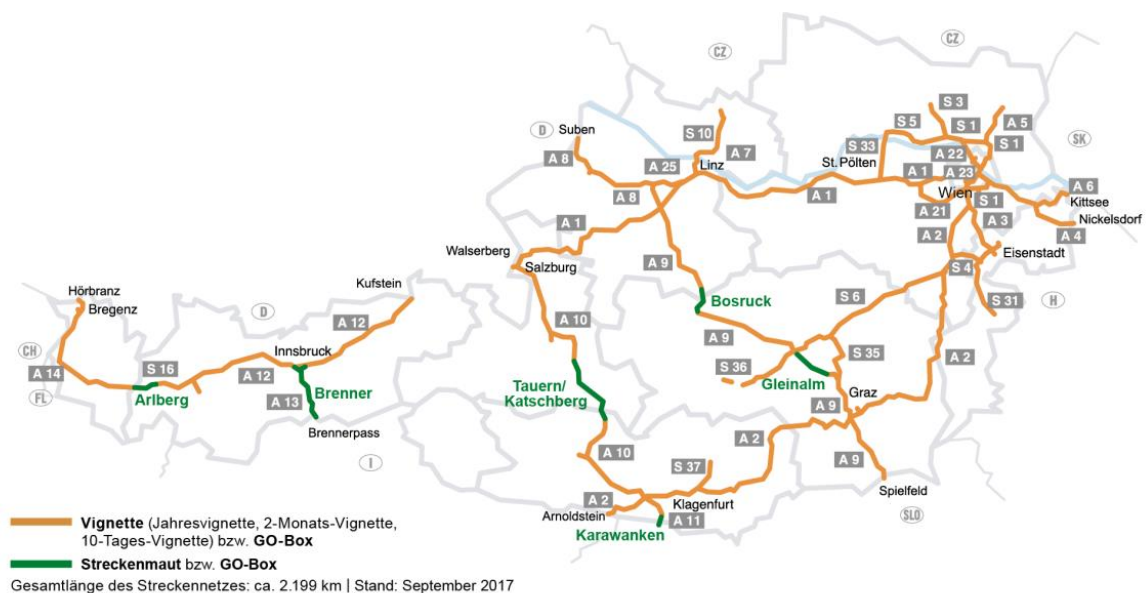 CZ
CZ
S 3
A 5
S 5
S 1
D
Suben
S 10
A 7
S 33
S 1
SK
A 8
A 25
Linz
St. Pölten
A 22
A 1
A 23
A 8
A 1
Wien
A 6
Kittsee
S 1
A 21
A 3
Nickelsdorf
A 1
A 2
A 4
Walserberg
Salzburg
A 9
Eisenstadt
S 4
Kufstein
Hörbranz
Bregenz
D
Bosruck
S 6
S 31
H
A 12
A 10
A 9
CH
Innsbruck
S 35
A 2
A 14
S 16
A 12
S 36
Gleinalm
FL
Arlberg
Brenner
A 13
Tauern/
Katschberg
Graz
A 9
Brennerpass
A 2
A 10
S 37
A 9
I
A 2
Klagenfurt
Spielfeld
Arnoldstein
A 11
SLO
Karawanken
Vignette (Jahresvignette, 2-Monats-Vignette,
10-Tages-Vignette) bzw. GO-Box
Streckenmaut bzw. GO-Box
Gesamtlänge des Streckennetzes: ca. 2.199 km | Stand: September 2017